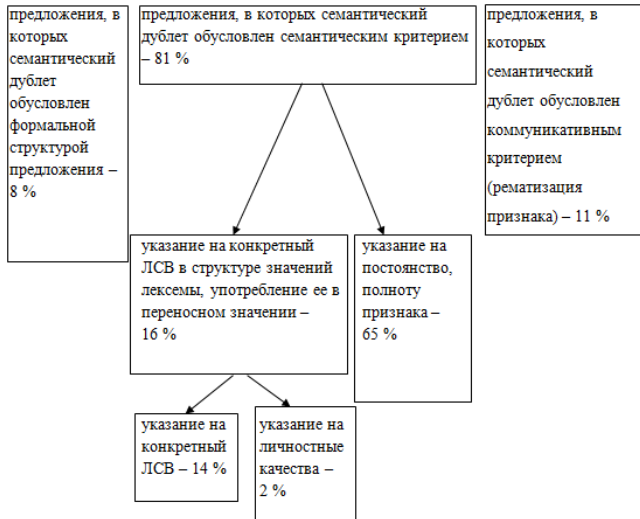 предложения, в
которых
семантический
дублет
обусловлен
формальной
структурой
предложения –
8 %
предложения, в которых семантический
дублет обусловлен семантическим критерием
– 81 %
предложения, в
которых
семантический
дублет обусловлен
коммуникативным
критерием
(рематизация
признака) – 11 %
указание на конкретный
ЛСВ в структуре значений
лексемы, употребление ее в
переносном значении –
16 %
указание на
постоянство,
полноту
признака –
65 %
указание на
конкретный
ЛСВ – 14 %
указание на
личностные
качества –
2 %